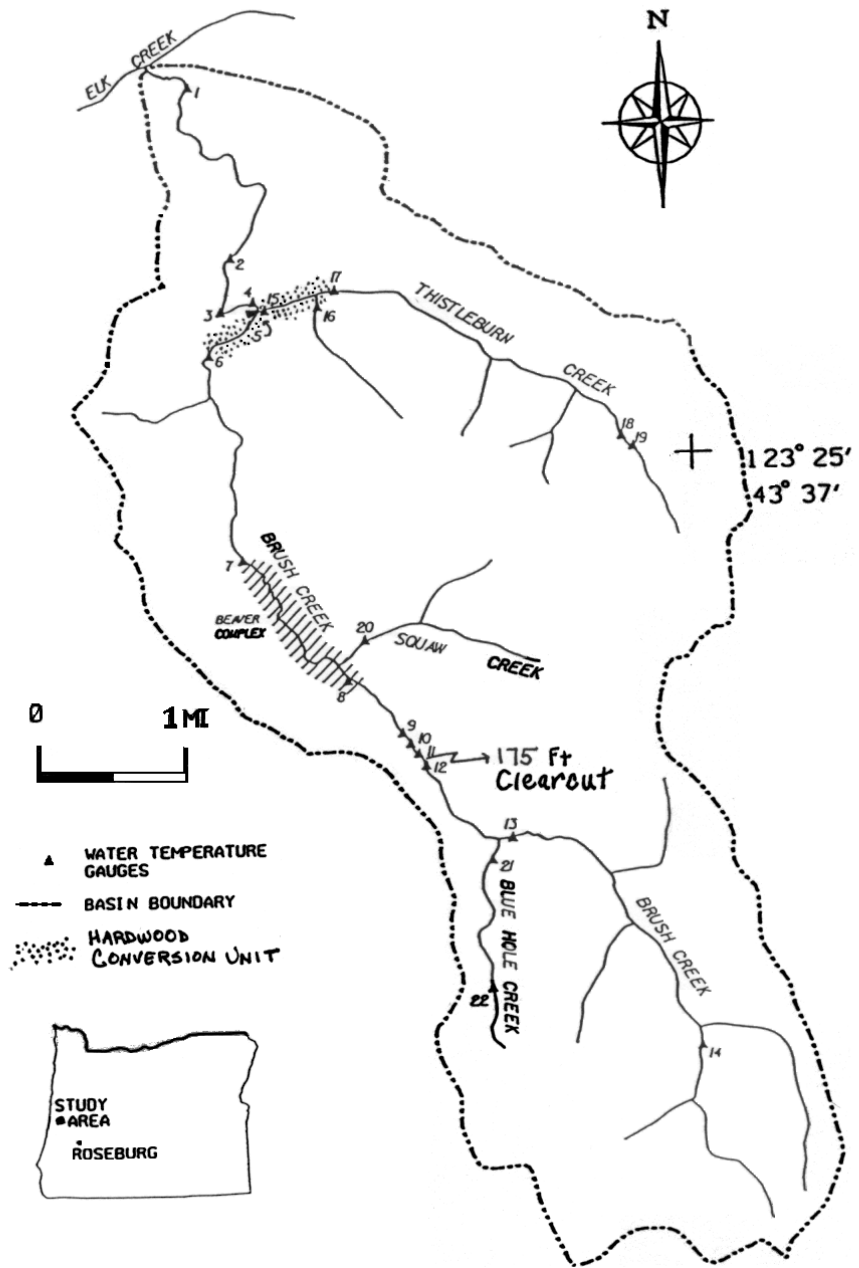 N
ELK CREEK
1
2
17
4
15
3
5
16
6
THISTLEBURN
CREEK
18
19
123° 25'
43° 37'
7
BRUSH CREEK
BEAVER
COMPLEX
20
SQUAW
CREEK
8
0 1 MI
9
10
11
12
175 Ft
Clearcut
13
21
BLUE HOLE CREEK
BRUSH CREEK
22
14
WATER TEMPERATURE
GAUGES
BASIN BOUNDARY
HARDWOOD
CONVERSION UNIT
STUDY
AREA
ROSEBURG